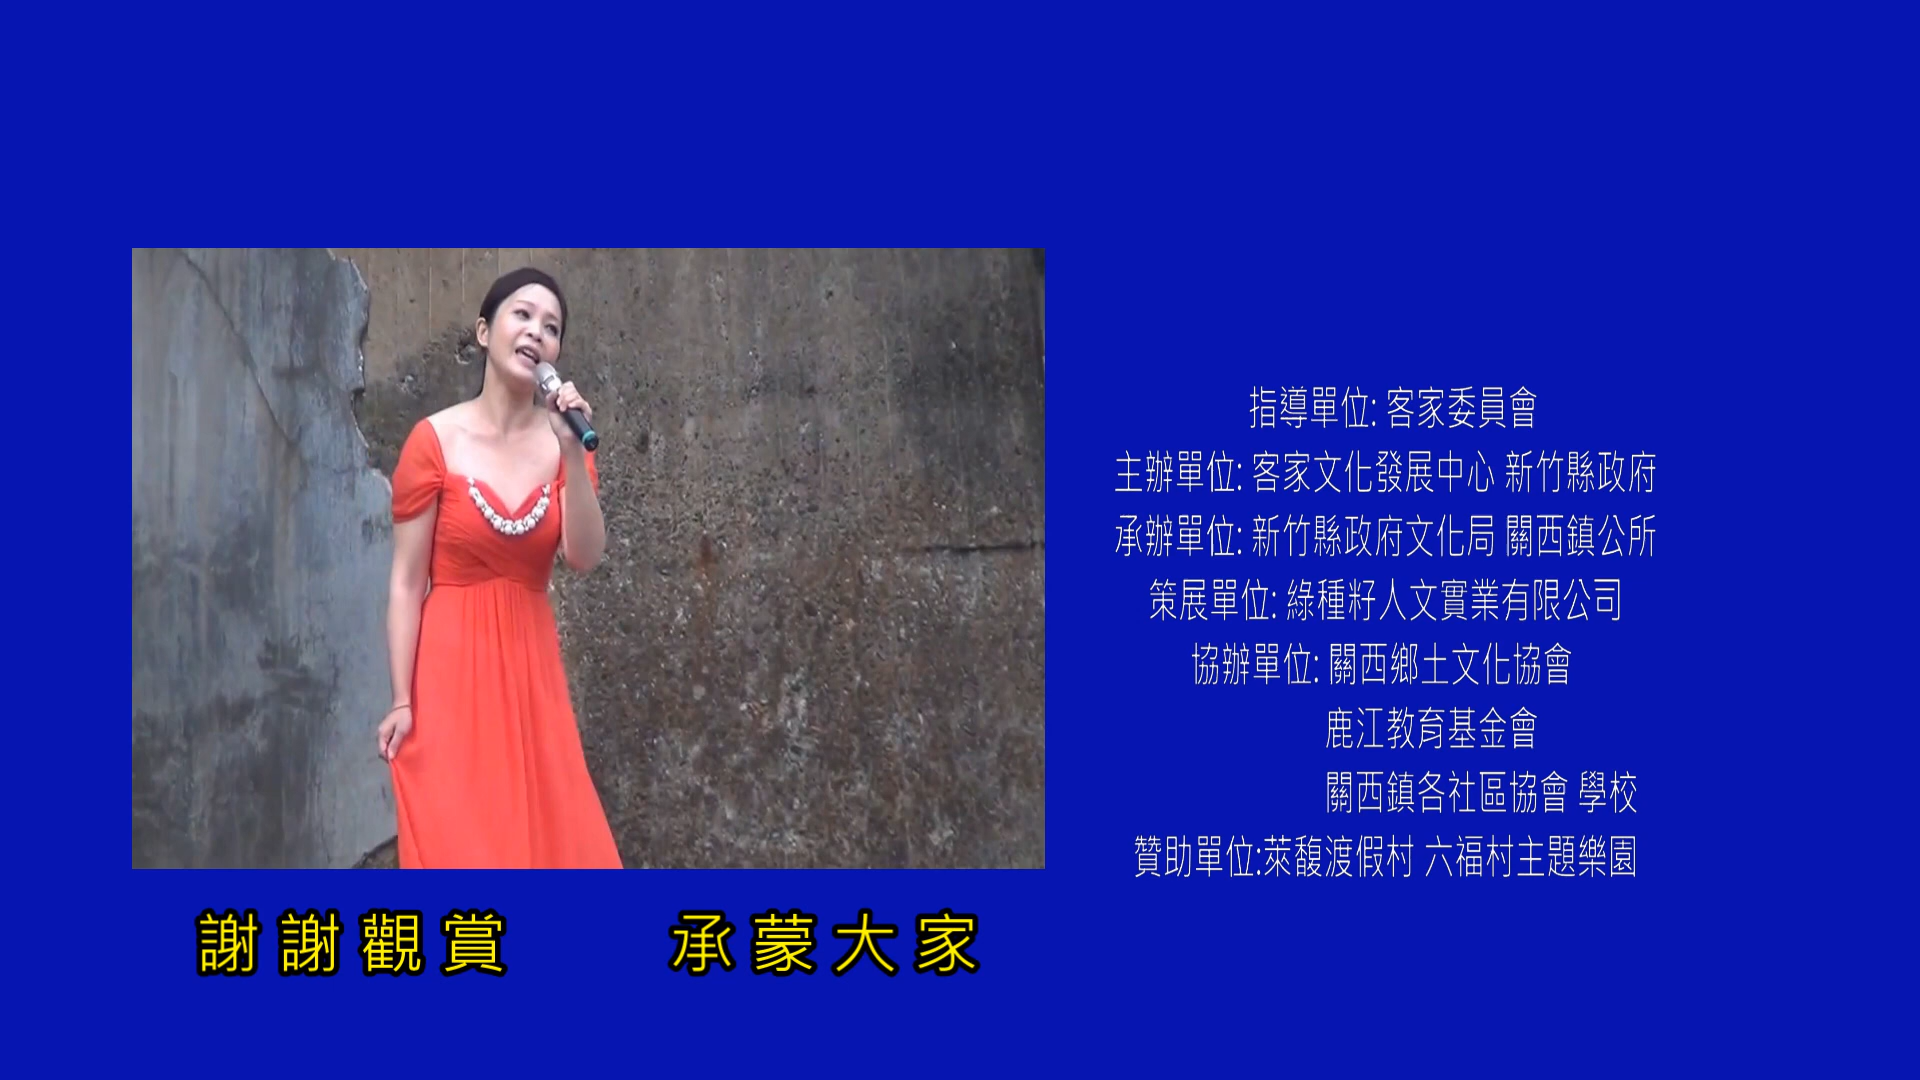 指導單位: 客家委員會
主辦單位: 客家文化發展中心 新竹縣政府
承辦單位: 新竹縣政府文化局 關西鎮公所
策展單位: 綠種籽人文實業有限公司
協辦單位: 關西鄉土文化協會
鹿江教育基金會
關西鎮各社區協會 學校
贊助單位:萊馥渡假村 六福村主題樂園
謝謝觀賞 承蒙大家